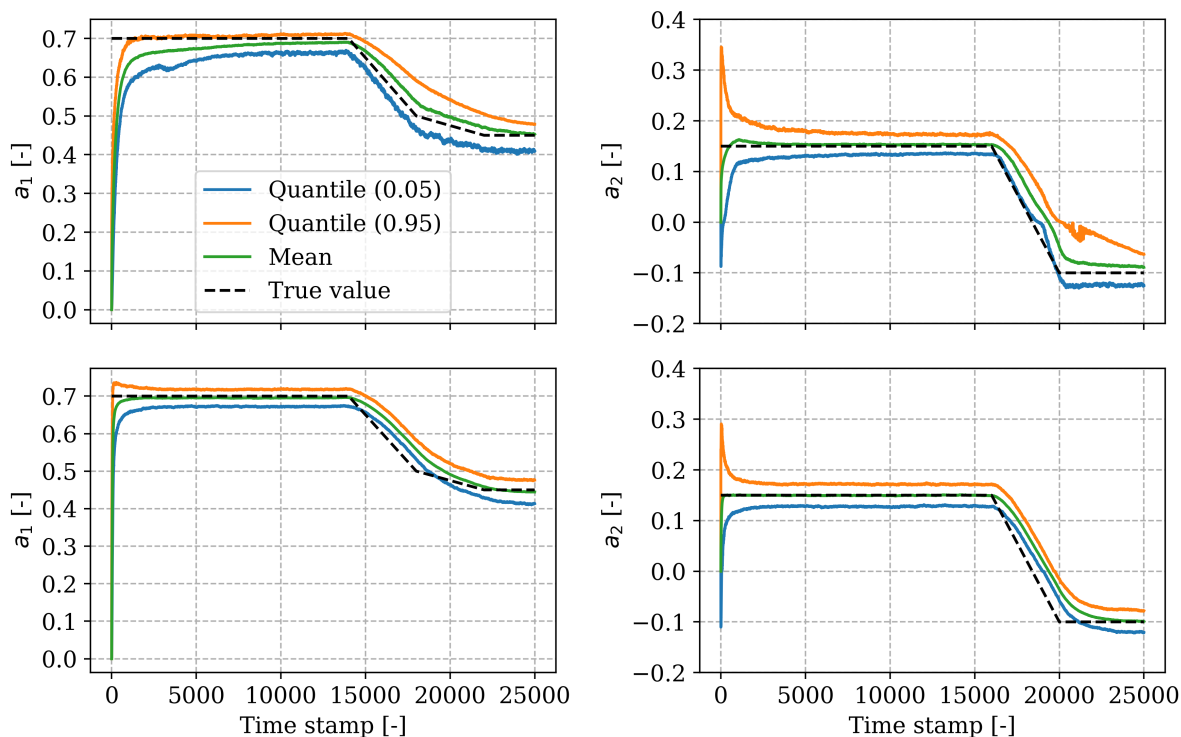 0.7
0.6
0.5
0.4
0.3
0.2
0.1
0.0
a₁ [-]
Quantile (0.05)
Quantile (0.95)
Mean
True value
0.4
0.3
0.2
0.1
0.0
−0.1
−0.2
a₂ [-]
0.7
0.6
0.5
0.4
0.3
0.2
0.1
0.0
a₁ [-]
0 5000 10000 15000 20000 25000
Time stamp [-]
0.4
0.3
0.2
0.1
0.0
−0.1
−0.2
a₂ [-]
0 5000 10000 15000 20000 25000
Time stamp [-]